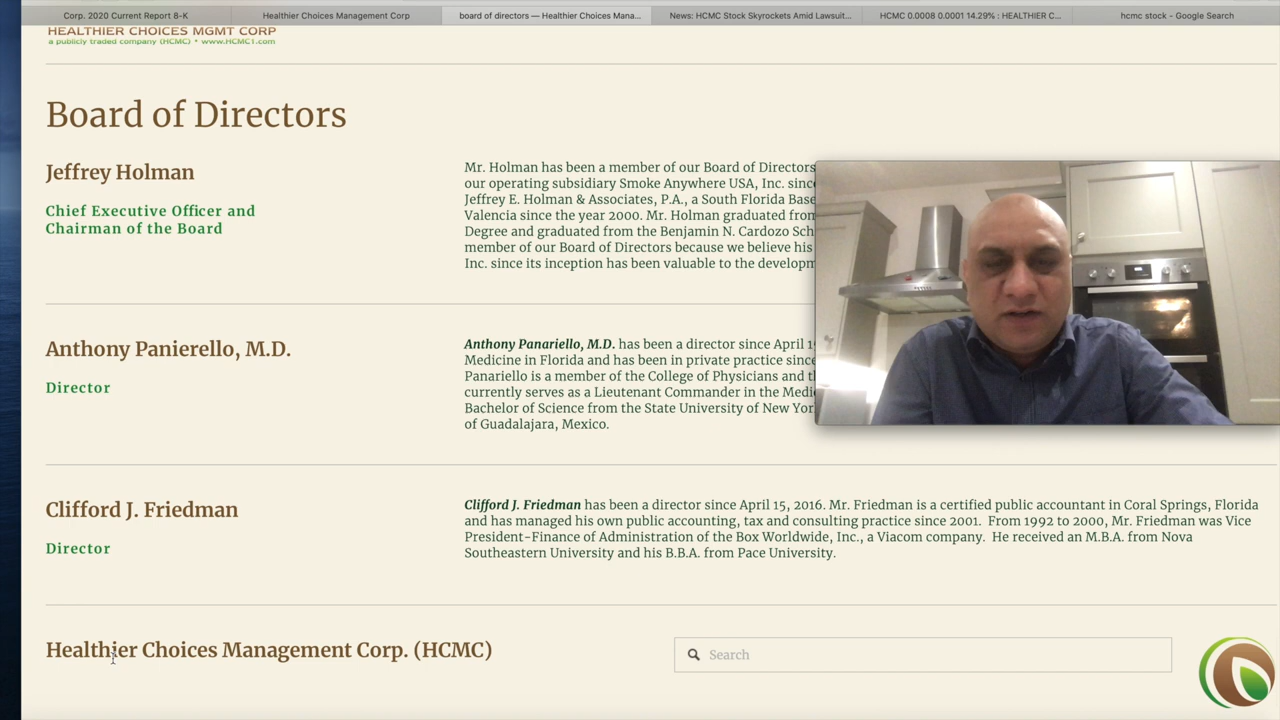 Corp. 2020 Current Report 8-K
Healthier Choices Management Corp
board of directors — Healthier Choices Mana...
News: HCMC Stock Skyrockets Amid Lawsuit...
HCMC 0.0008 0.0001 14.29% : HEALTHIER C...
hcmc stock - Google Search
HEALTHIER CHOICES MGMT CORP
a publicly traded company (HCMC) • www.HCMC1.com
Board of Directors
Jeffrey Holman
Chief Executive Officer and
Chairman of the Board
Mr. Holman has been a member of our Board of Directors
our operating subsidiary Smoke Anywhere USA, Inc. since
Jeffrey E. Holman & Associates, P.A., a South Florida Base
Valencia since the year 2000. Mr. Holman graduated from
Degree and graduated from the Benjamin N. Cardozo Sch
member of our Board of Directors because we believe his
Inc. since its inception has been valuable to the developm
Anthony Panierello, M.D.
Director
Anthony Panariello, M.D. has been a director since April 1
Medicine in Florida and has been in private practice since
Panariello is a member of the College of Physicians and th
currently serves as a Lieutenant Commander in the Medi
Bachelor of Science from the State University of New Yor
of Guadalajara, Mexico.
Clifford J. Friedman
Director
Clifford J. Friedman has been a director since April 15, 2016. Mr. Friedman is a certified public accountant in Coral Springs, Florida
and has managed his own public accounting, tax and consulting practice since 2001. From 1992 to 2000, Mr. Friedman was Vice
President-Finance of Administration of the Box Worldwide, Inc., a Viacom company. He received an M.B.A. from Nova
Southeastern University and his B.B.A. from Pace University.
Healthier Choices Management Corp. (HCMC)
Search